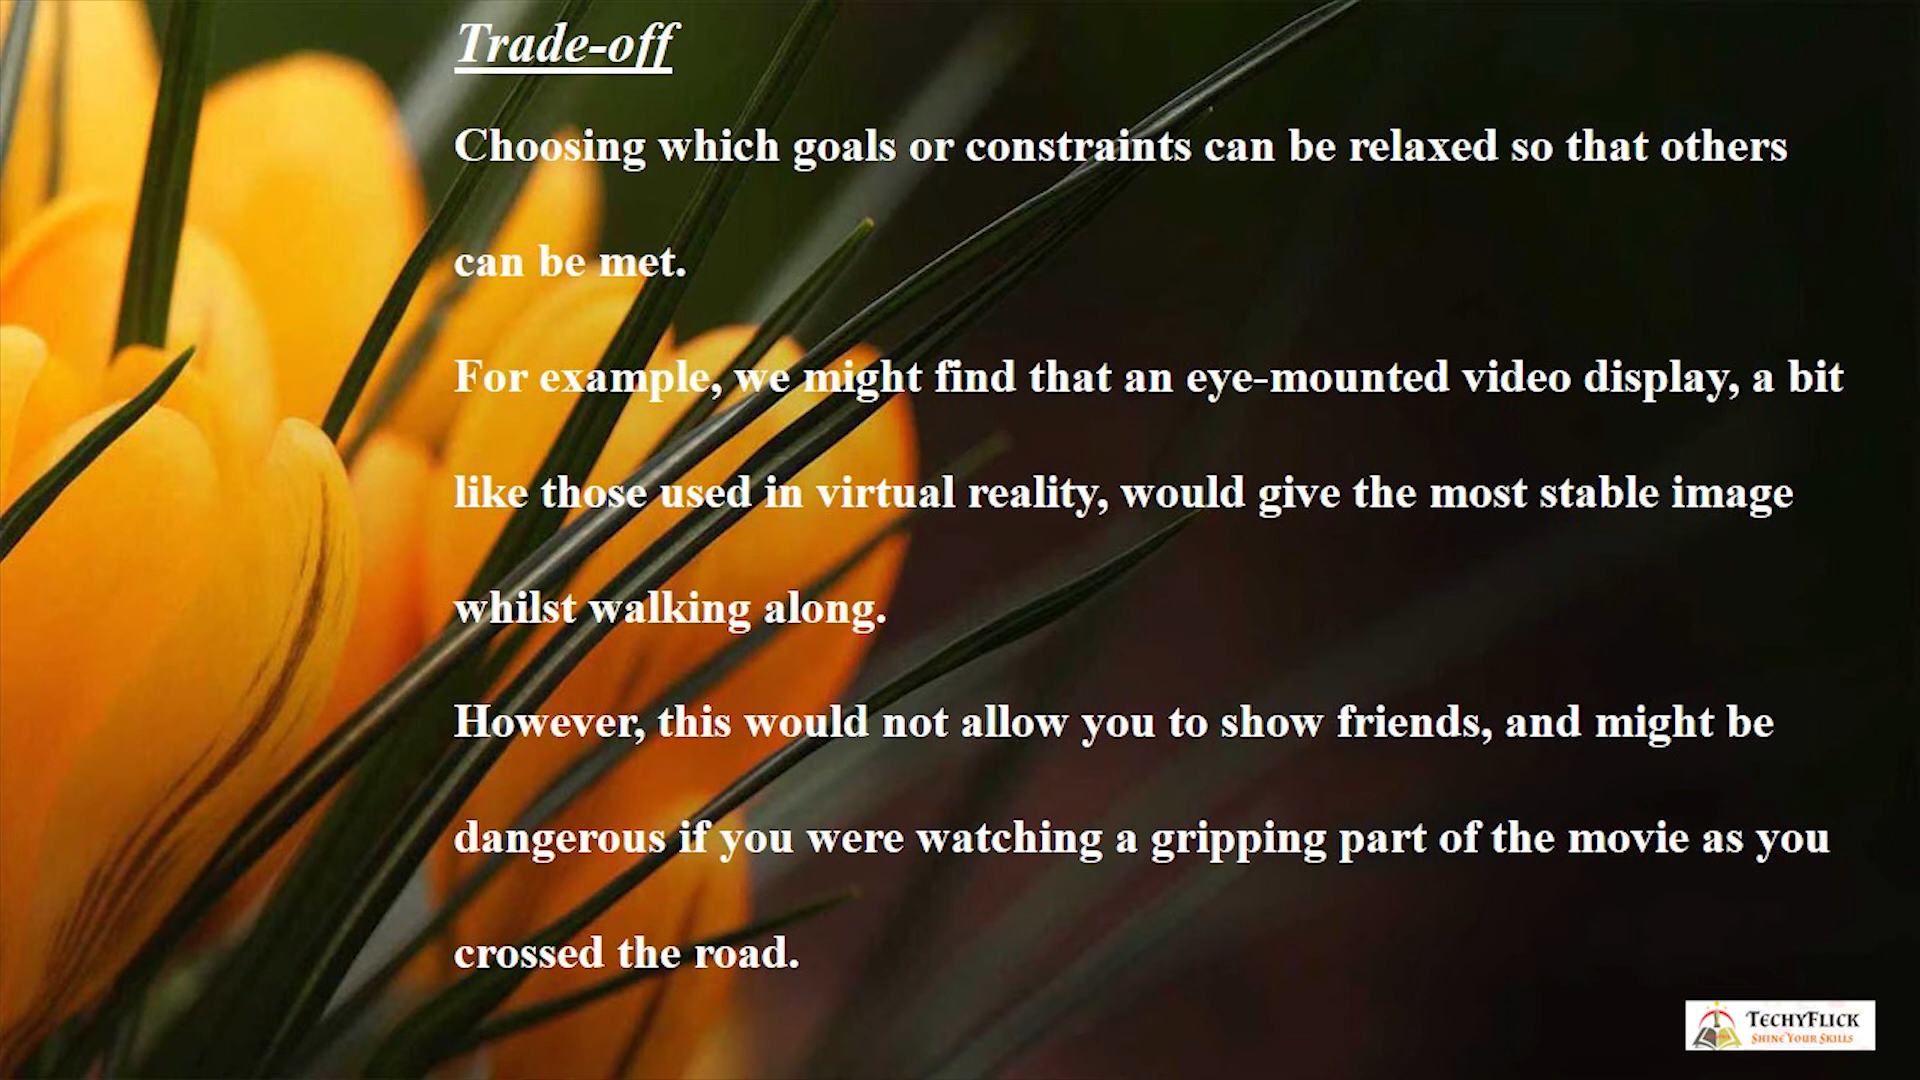 Trade-off
Choosing which goals or constraints can be relaxed so that others
can be met.
For example, we might find that an eye-mounted video display, a bit
like those used in virtual reality, would give the most stable image
whilst walking along.
However, this would not allow you to show friends, and might be
dangerous if you were watching a gripping part of the movie as you
crossed the road.
TECHYFLICK
SHINE YOUR SKILLS